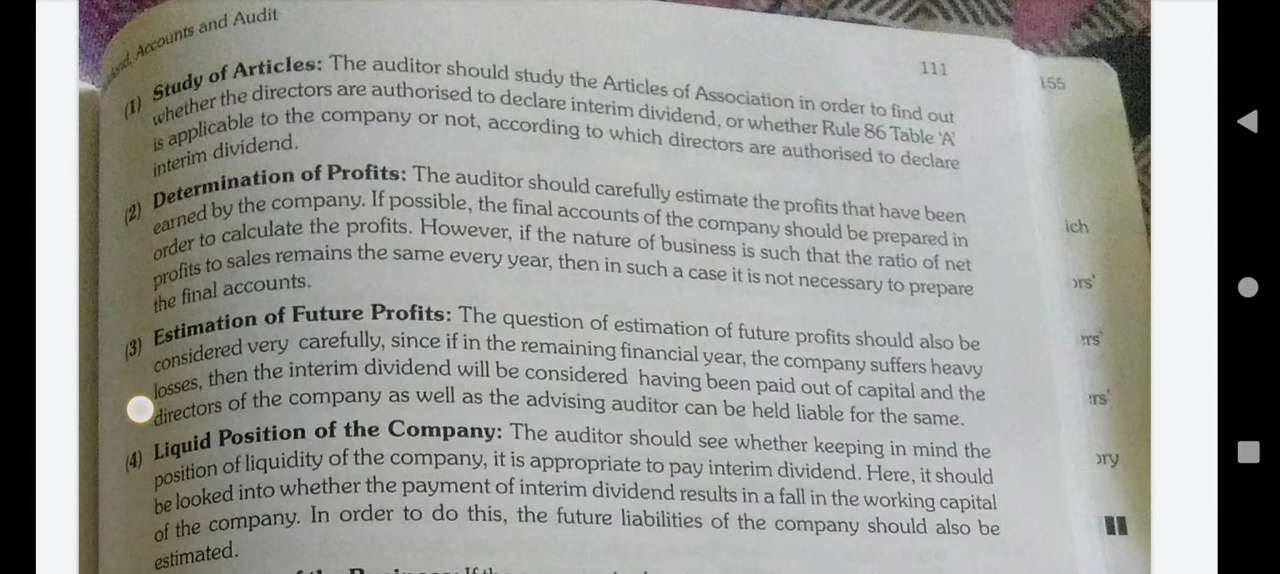 Accounts and Audit
111
(1) Study of Articles: The auditor should study the Articles of Association in order to find out
whether the directors are authorised to declare interim dividend, or whether Rule 86 Table 'A'
is applicable to the company or not, according to which directors are authorised to declare
interim dividend.
(2) Determination of Profits: The auditor should carefully estimate the profits that have been
earned by the company. If possible, the final accounts of the company should be prepared in
order to calculate the profits. However, if the nature of business is such that the ratio of net
profits to sales remains the same every year, then in such a case it is not necessary to prepare
the final accounts.
(3) Estimation of Future Profits: The question of estimation of future profits should also be
considered very carefully, since if in the remaining financial year, the company suffers heavy
losses, then the interim dividend will be considered having been paid out of capital and the
directors of the company as well as the advising auditor can be held liable for the same.
(4) Liquid Position of the Company: The auditor should see whether keeping in mind the
position of liquidity of the company, it is appropriate to pay interim dividend. Here, it should
be looked into whether the payment of interim dividend results in a fall in the working capital
of the company. In order to do this, the future liabilities of the company should also be
estimated.
155
ich
ors'
ers'
ers'
ory